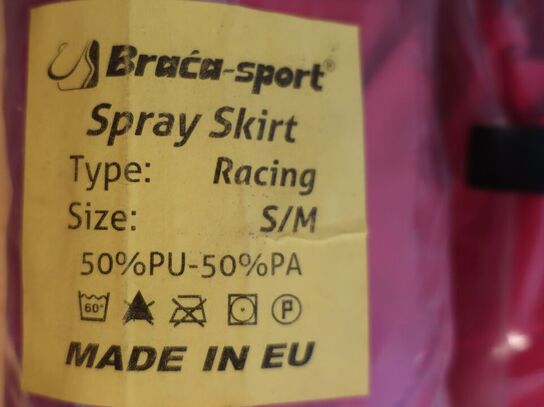 Braća-sport®
Spray Skirt
Type: Racing
Size: S/M
50%PU-50%PA
60° P
MADE IN EU